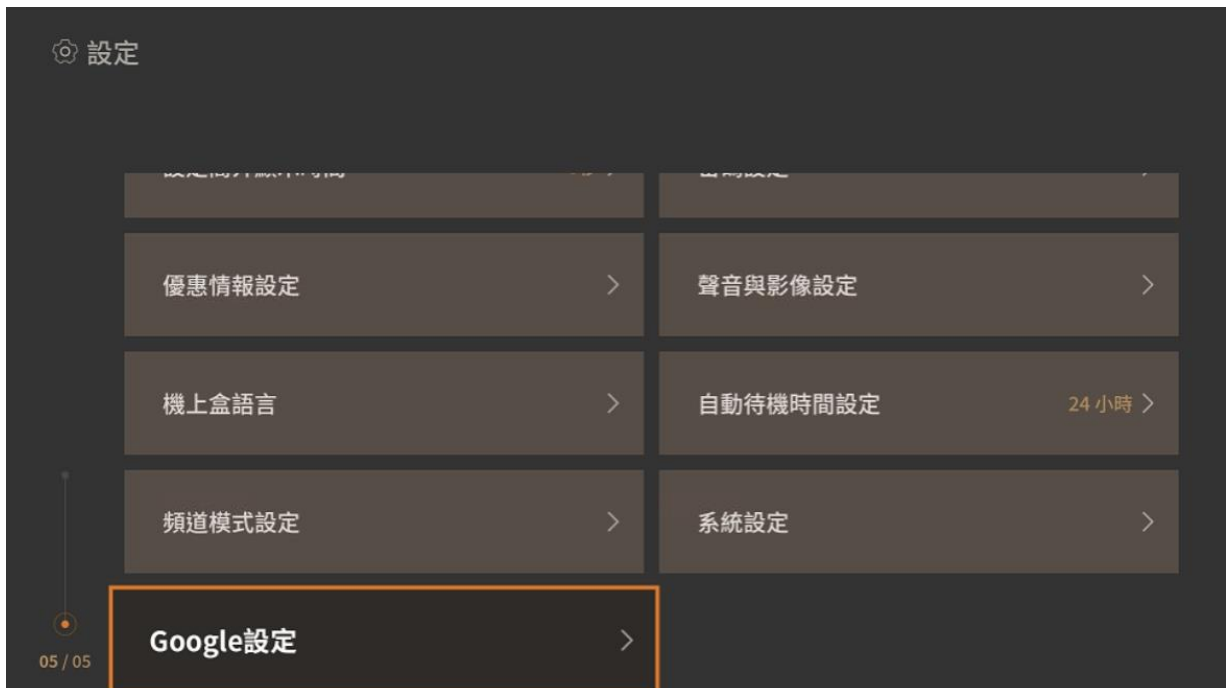 設定
優惠情報設定
聲音與影像設定
機上盒語言
自動待機時間設定 24 小時
頻道模式設定
系統設定
Google設定
05 / 05